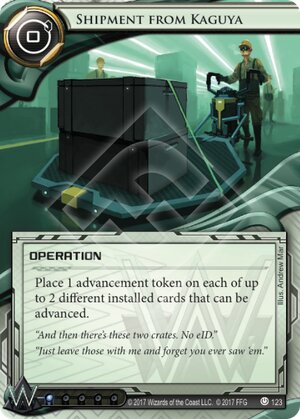 0
SHIPMENT FROM KAGUYA
OPERATION
Place 1 advancement token on each of up
to 2 different installed cards that can be
advanced.
"And then there's these two crates. No eID."
"Just leave those with me and forget you ever saw 'em."
Illus. Andrew Mar
© 2017 Wizards of the Coast LLC. © 2017 FFG
123